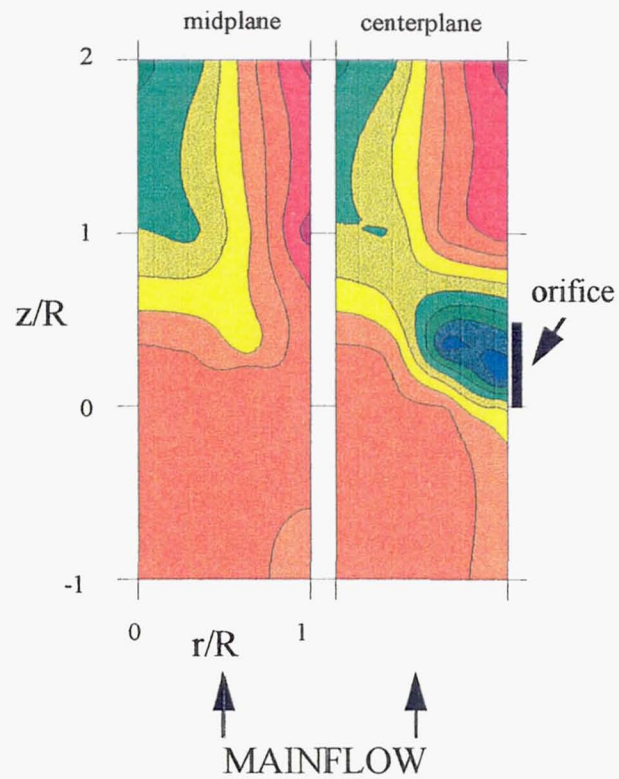 midplane centerplane
2
1
orifice
z/R
0
-1
0 1
r/R
MAINFLOW